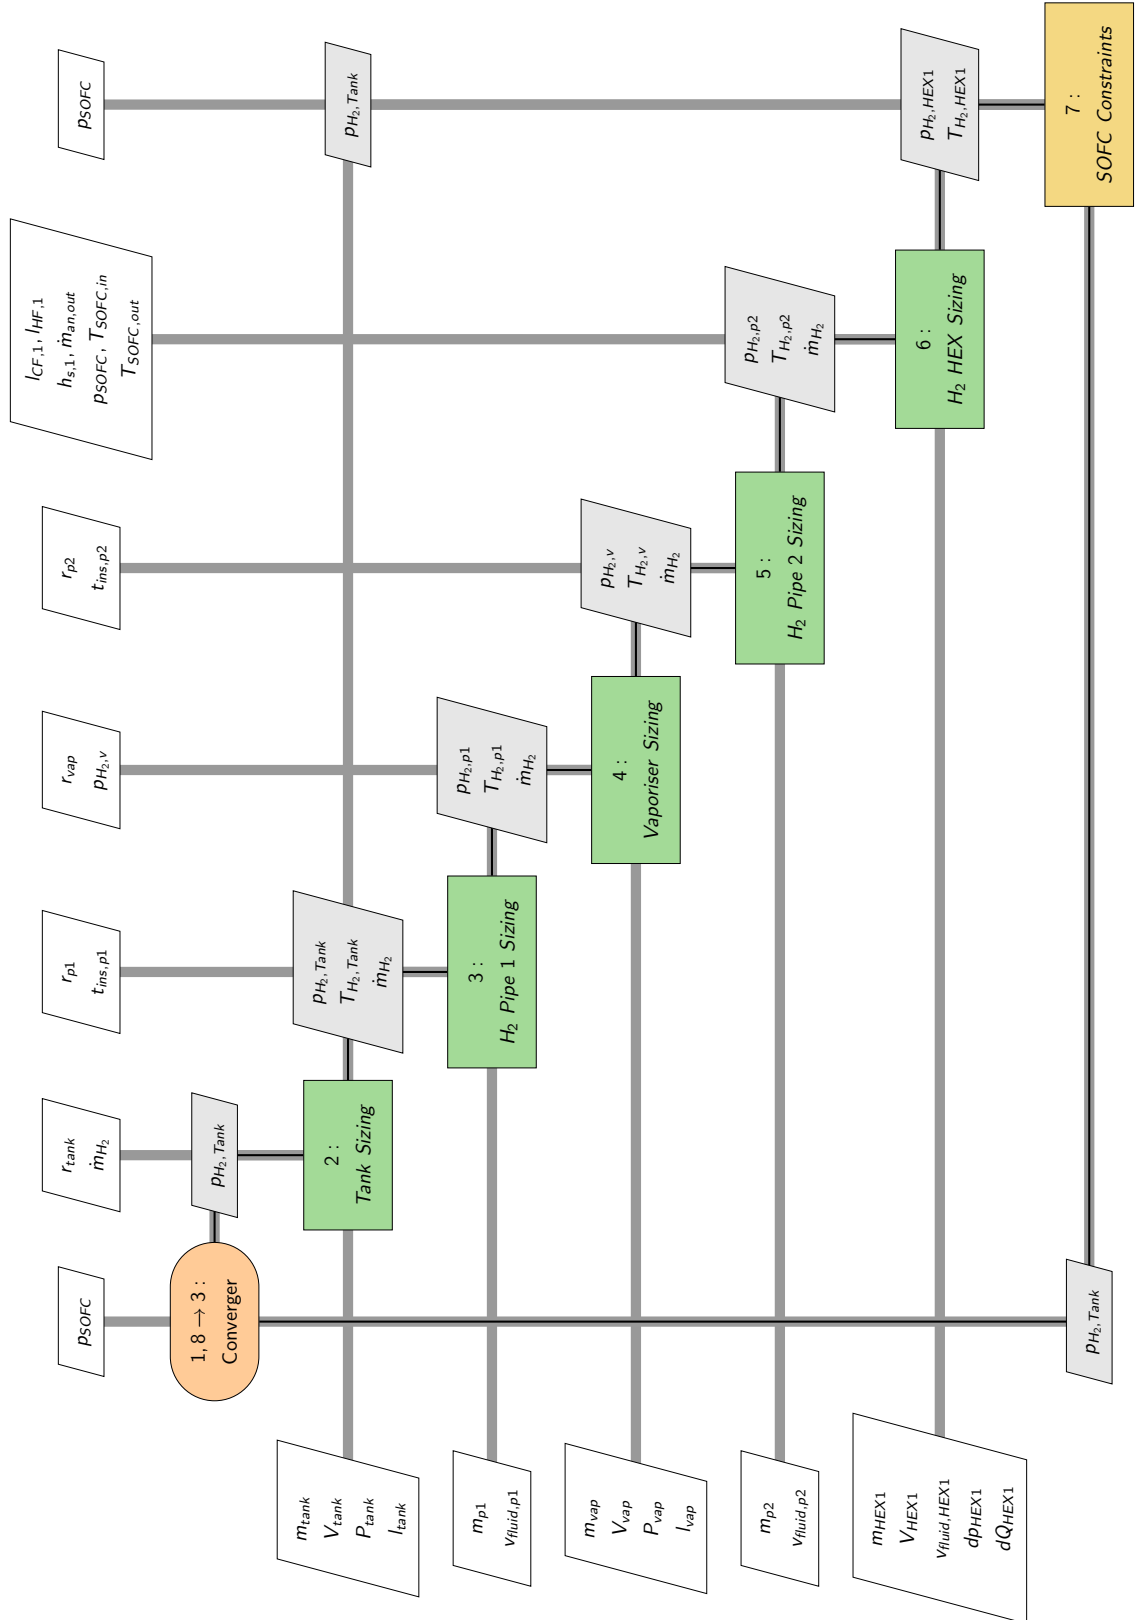 p_SOFC
r_tank
ṁ_H₂
r_p1
t_ins,p1
r_vap
p_H₂,v
r_p2
t_ins,p2
l_CF,1, l_HF,1
h_s,1, ṁ_an,out
p_SOFC, T_SOFC,in
T_SOFC,out
p_SOFC
1, 8 → 3 :
Converger
p_H₂,Tank
m_tank
V_tank
P_tank
l_tank
2 :
Tank Sizing
p_H₂,Tank
T_H₂,Tank
ṁ_H₂
p_H₂,Tank
m_p1
v_fluid,p1
3 :
H₂ Pipe 1 Sizing
p_H₂,p1
T_H₂,p1
ṁ_H₂
m_vap
V_vap
P_vap
l_vap
4 :
Vaporiser Sizing
p_H₂,v
T_H₂,v
ṁ_H₂
m_p2
v_fluid,p2
5 :
H₂ Pipe 2 Sizing
p_H₂,p2
T_H₂,p2
ṁ_H₂
m_HEX1
V_HEX1
v_fluid,HEX1
dp_HEX1
dQ_HEX1
6 :
H₂ HEX Sizing
p_H₂,HEX1
T_H₂,HEX1
p_H₂,Tank
7 :
SOFC Constraints